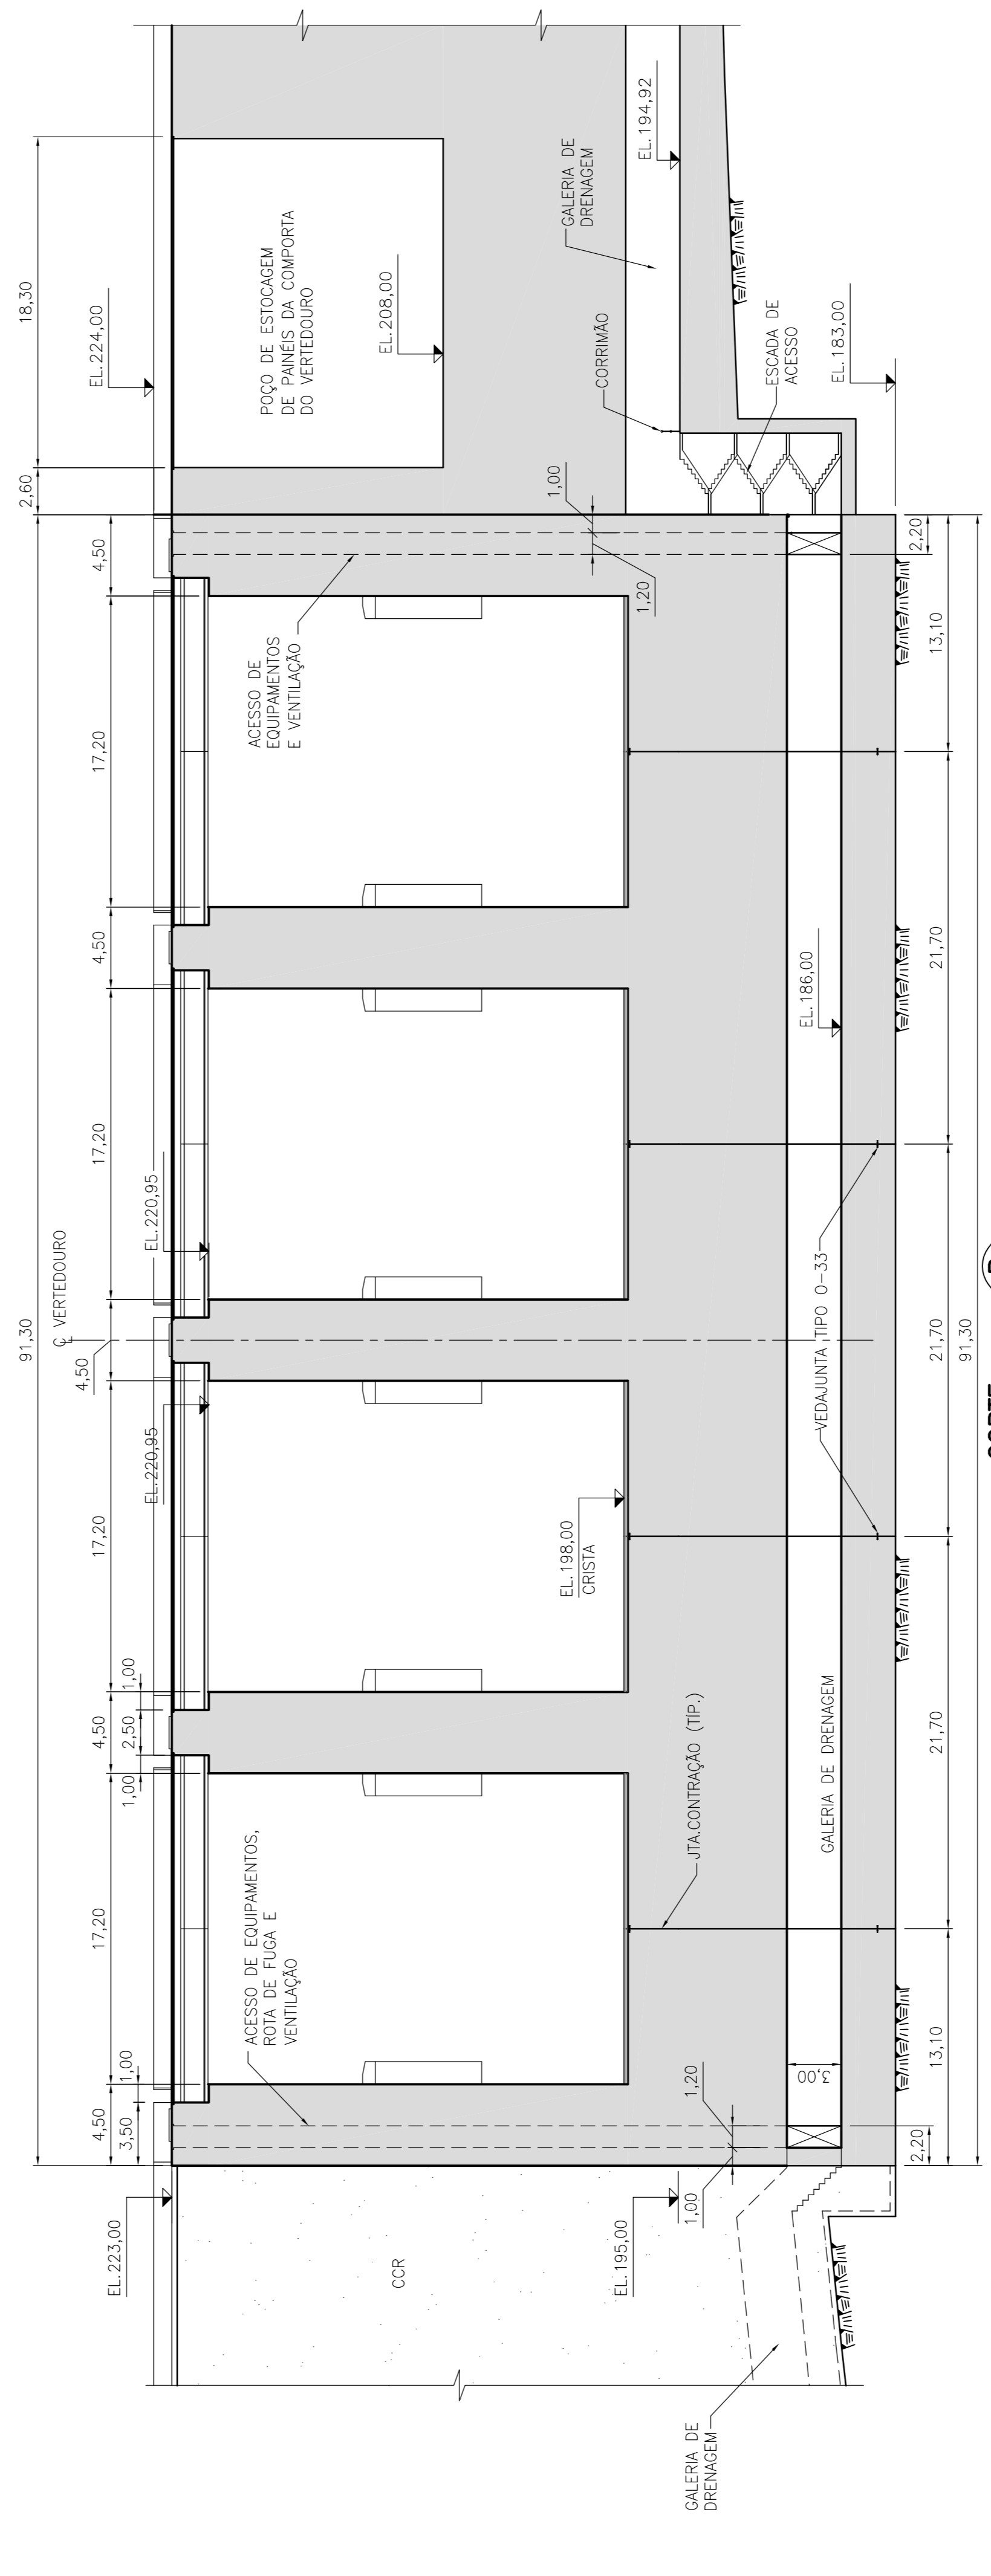 91,30
2,60
18,30
℄ VERTEDOURO
4,50
17,20
4,50
17,20
4,50
17,20
4,50
17,20
4,50
3,50
1,00
1,00
2,50
1,00
EL.223,00
EL.220,95
EL.220,95
EL.224,00
ACESSO DE EQUIPAMENTOS,
ROTA DE FUGA E
VENTILAÇÃO
ACESSO DE
EQUIPAMENTOS
E VENTILAÇÃO
POÇO DE ESTOCAGEM
DE PAINÉIS DA COMPORTA
DO VERTEDOURO
EL.208,00
CCR
EL.195,00
EL.198,00
CRISTA
1,00
1,20
GALERIA DE
DRENAGEM
CORRIMÃO
EL.194,92
JTA.CONTRAÇÃO (TÍP.)
1,00
1,20
GALERIA DE
DRENAGEM
3,00
GALERIA DE DRENAGEM
VEDAJUNTA TIPO O-33
EL.186,00
ESCADA DE
ACESSO
EL.183,00
2,20
2,20
13,10
21,70
21,70
21,70
13,10
91,30